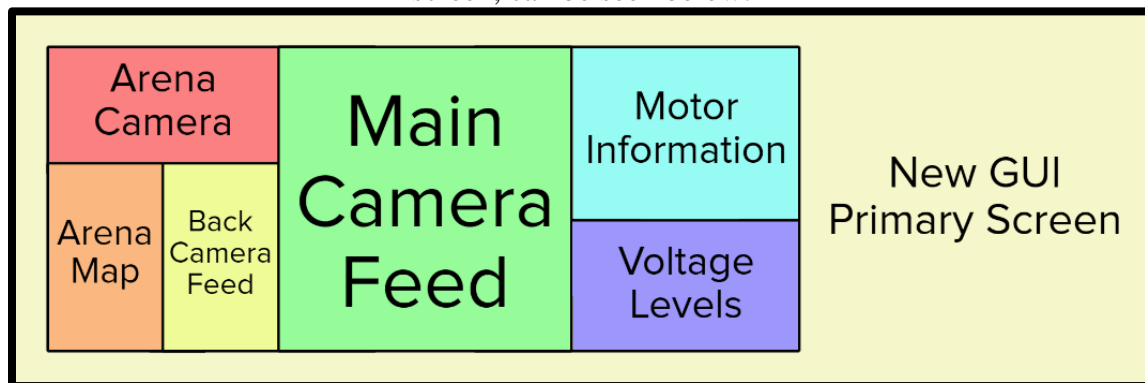 Arena
Camera
Arena
Map
Back
Camera
Feed
Main
Camera
Feed
Motor
Information
Voltage
Levels
New GUI
Primary Screen